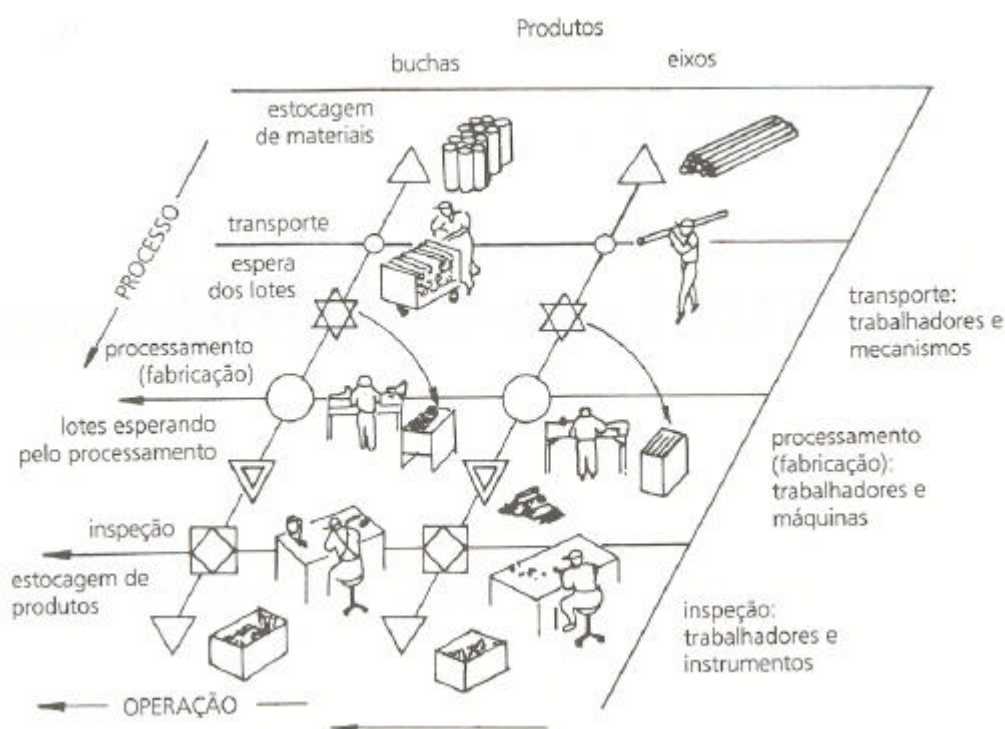 Produtos
buchas
eixos
estocagem
de materiais
PROCESSO
transporte
espera
dos lotes
transporte:
trabalhadores e
mecanismos
processamento
(fabricação)
lotes esperando
pelo processamento
processamento
(fabricação):
trabalhadores e
máquinas
inspeção
estocagem de
produtos
inspeção:
trabalhadores e
instrumentos
OPERAÇÃO